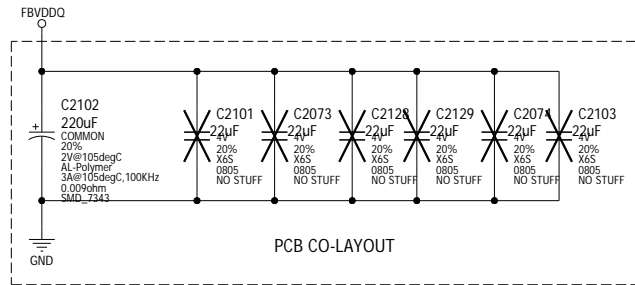 FBVDDQ
C2102
220uF
COMMON
20%
2V@105degC
AL-Polymer
3A@105degC,100KHz
0.009ohm
SMD_7343
+
C2101
22uF
4V
20%
X6S
0805
NO STUFF
C2073
22uF
4V
20%
X6S
0805
NO STUFF
C2128
22uF
4V
20%
X6S
0805
NO STUFF
C2129
22uF
4V
20%
X6S
0805
NO STUFF
C2074
22uF
4V
20%
X6S
0805
NO STUFF
C2103
22uF
4V
20%
X6S
0805
NO STUFF
GND
PCB CO-LAYOUT